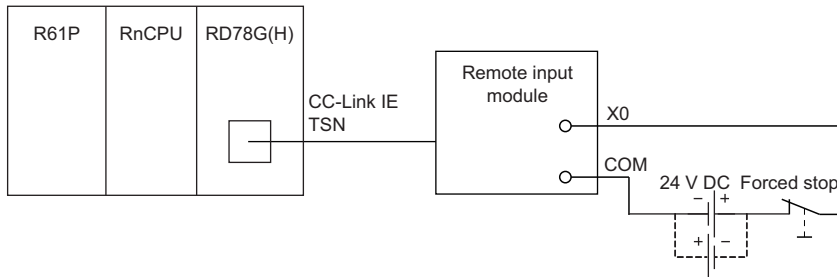 R61P RnCPU RD78G(H)
CC-Link IE
TSN
Remote input
module
X0
COM
24 V DC Forced stop
− +
+ −